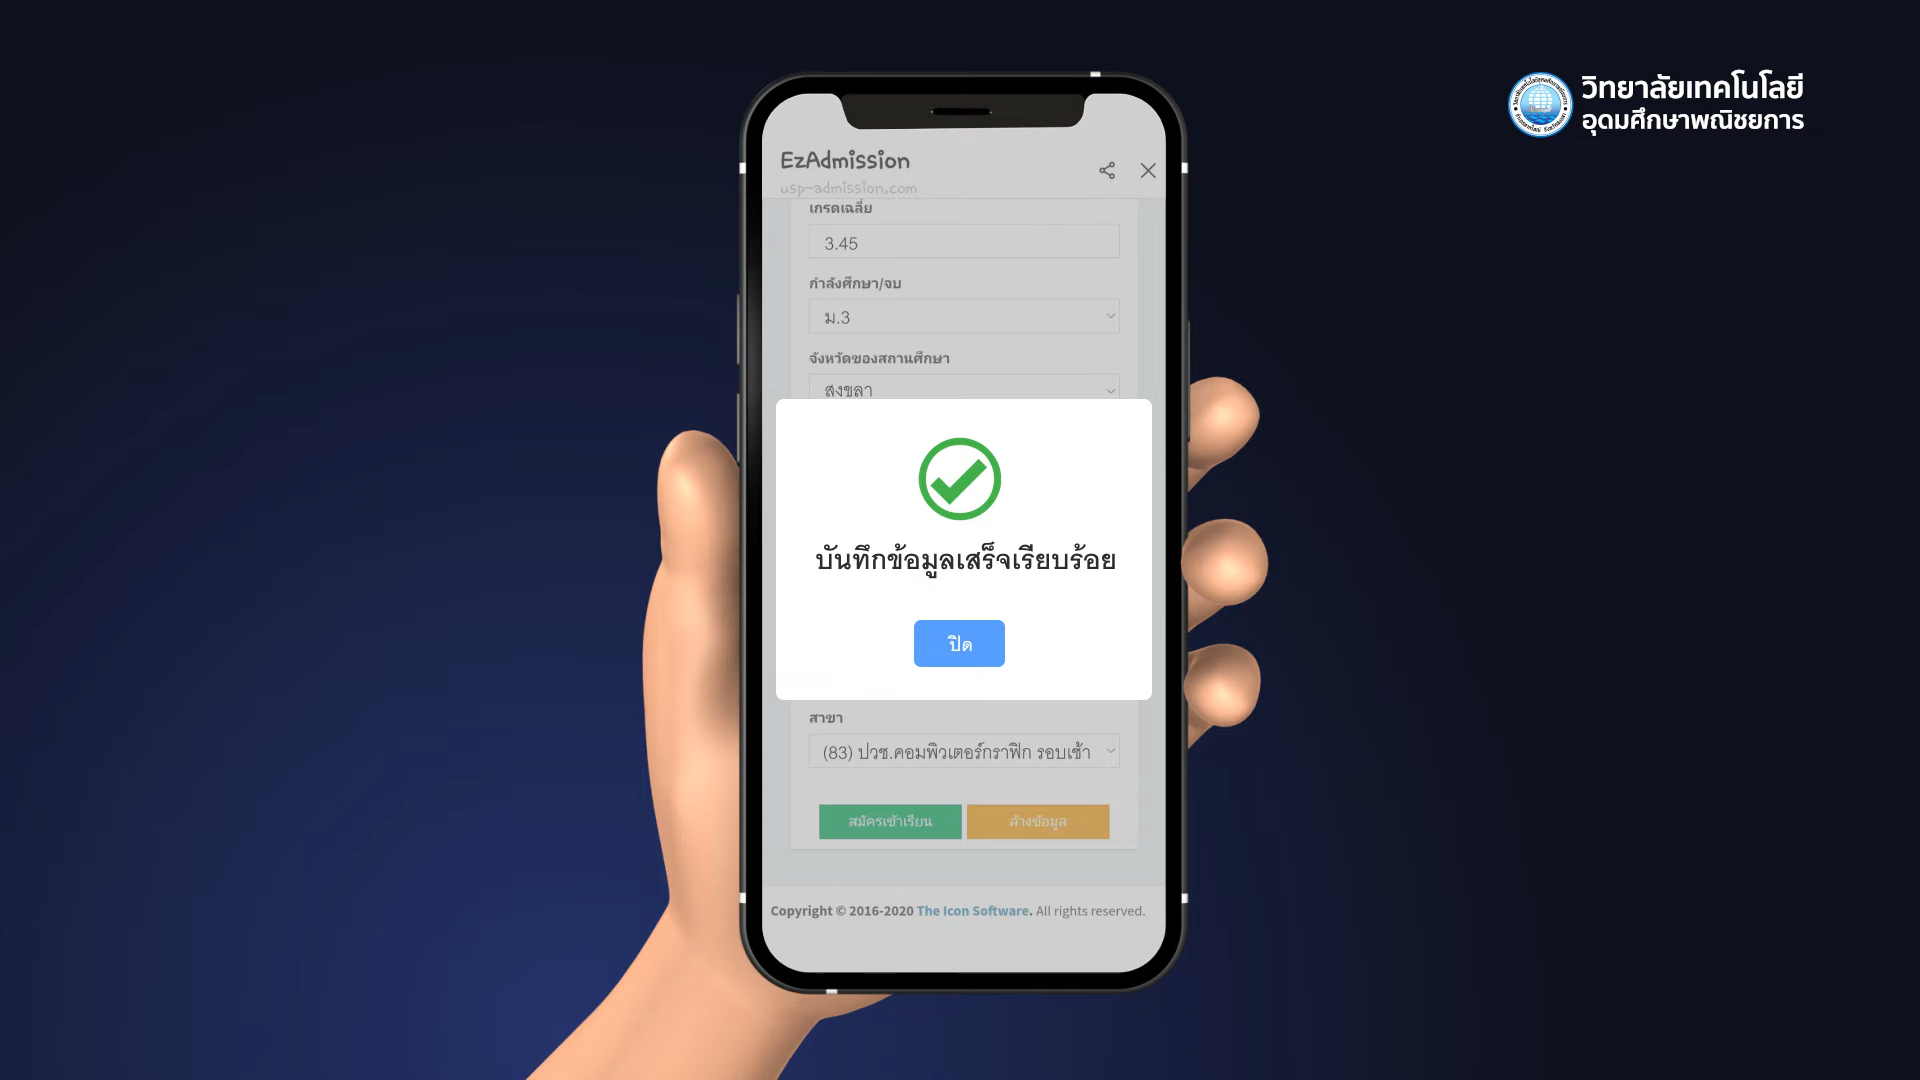 วิทยาลัยเทคโนโลยี
อุดมศึกษาพณิชยการ
EzAdmission
usp-admission.com
เกรดเฉลี่ย
3.45
กำลังศึกษา/จบ
ม.3
จังหวัดของสถานศึกษา
สงขลา
บันทึกข้อมูลเสร็จเรียบร้อย
ปิด
สาขา
(83) ปวช.คอมพิวเตอร์กราฟิก รอบเช้า
สมัครเข้าเรียน ล้างข้อมูล
Copyright © 2016-2020 The Icon Software. All rights reserved.